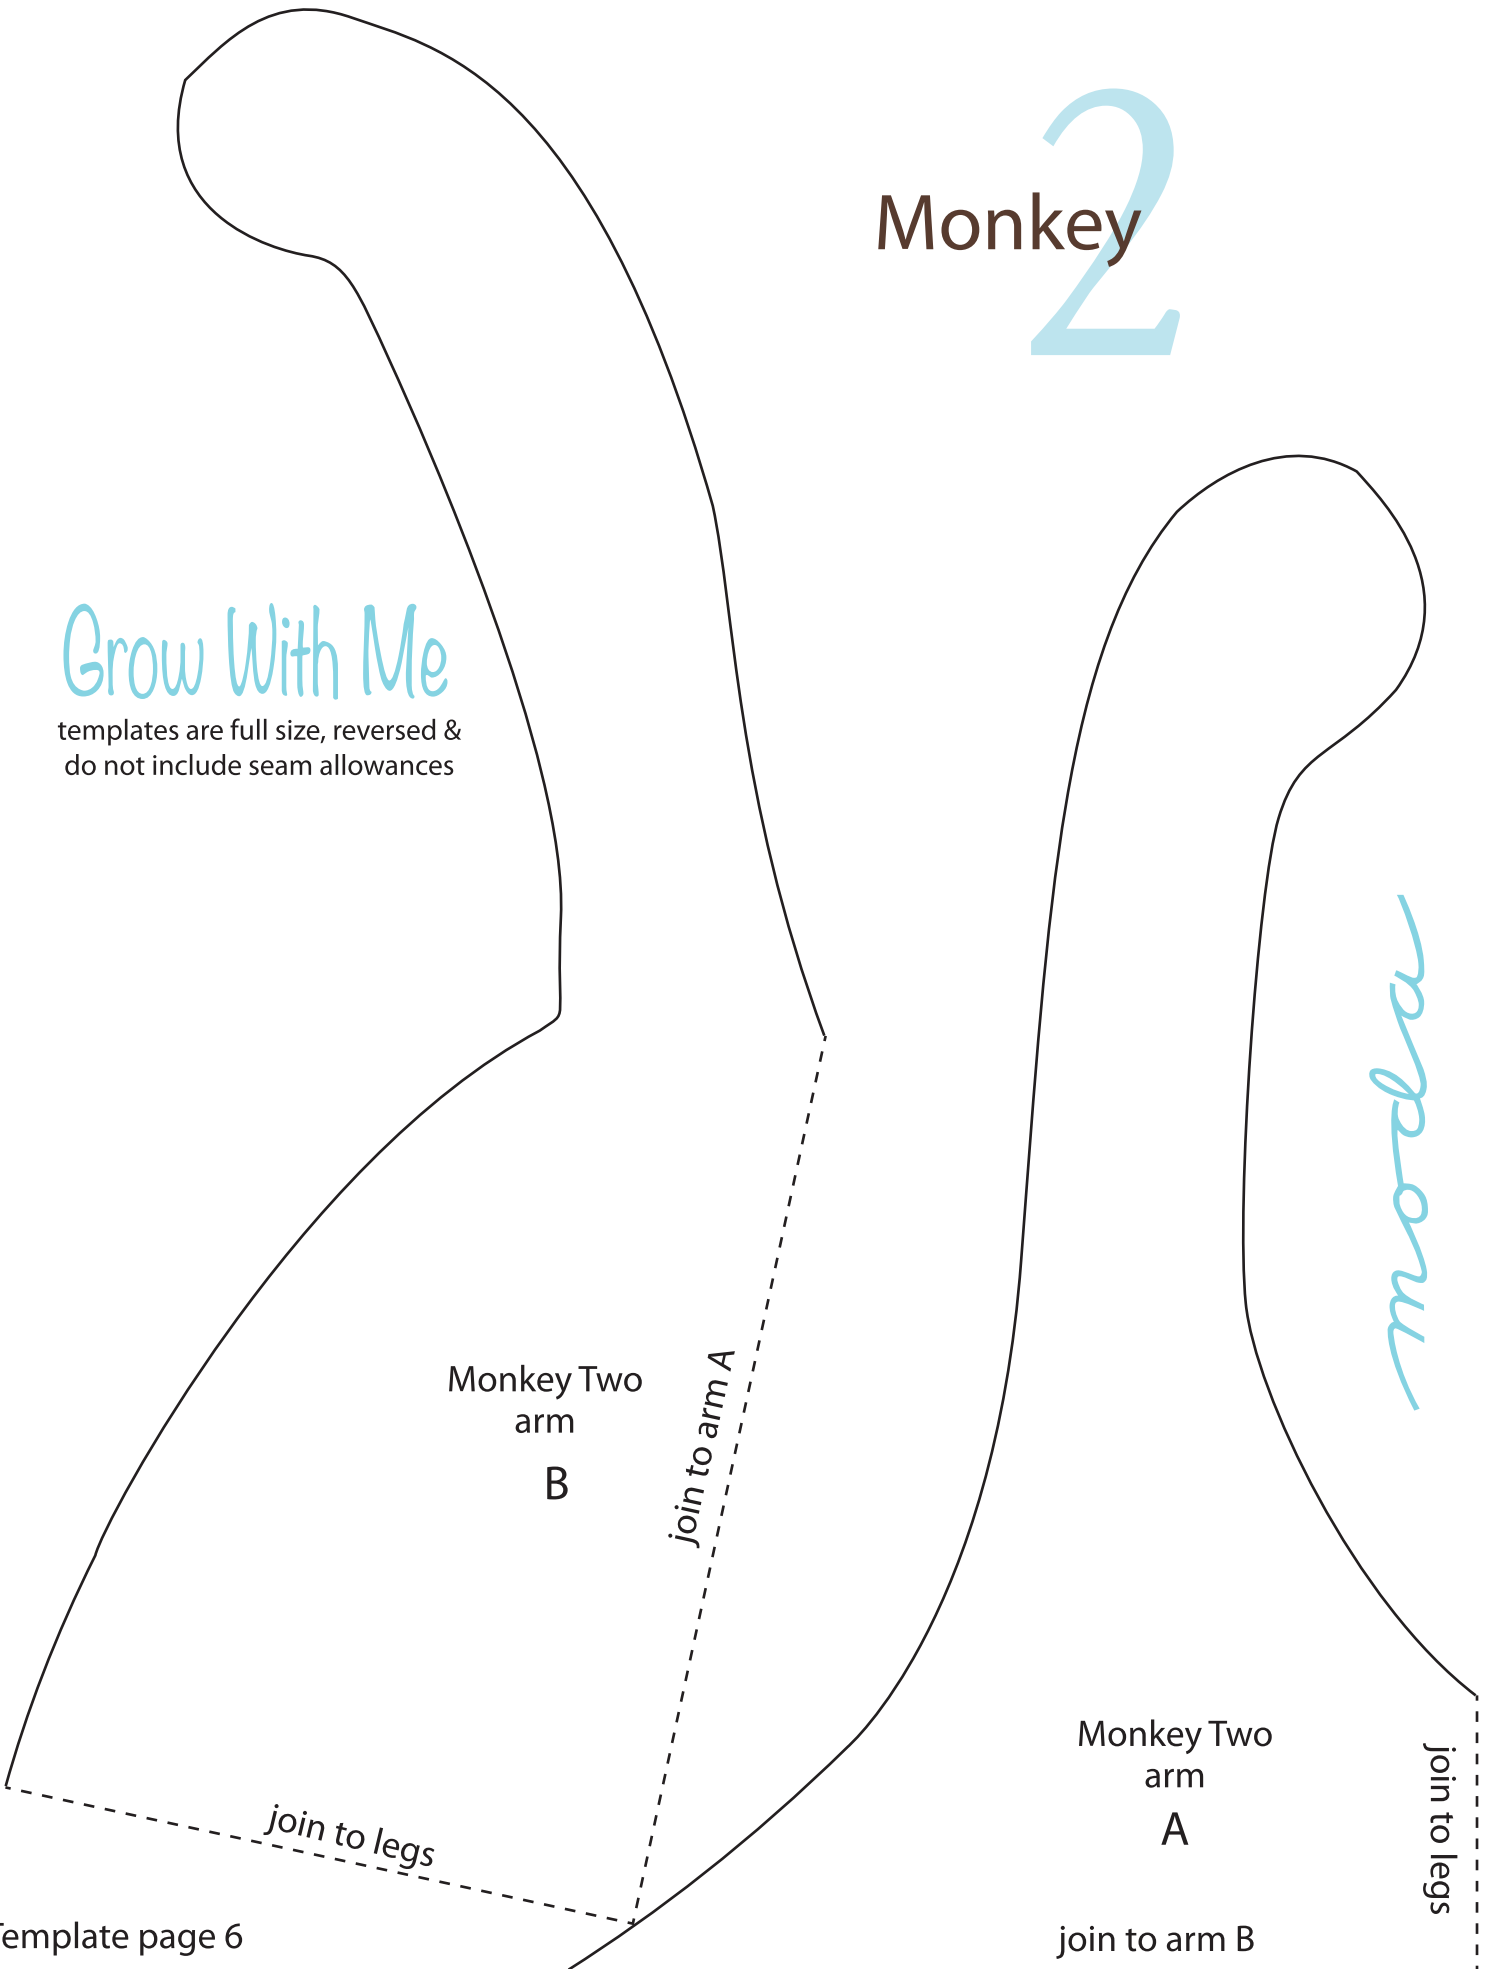 2
Monkey
Grow With Me
templates are full size, reversed &
do not include seam allowances
moda
Monkey Two
arm
B
join to arm A
join to legs
Monkey Two
arm
A
join to legs
join to arm B
Template page 6